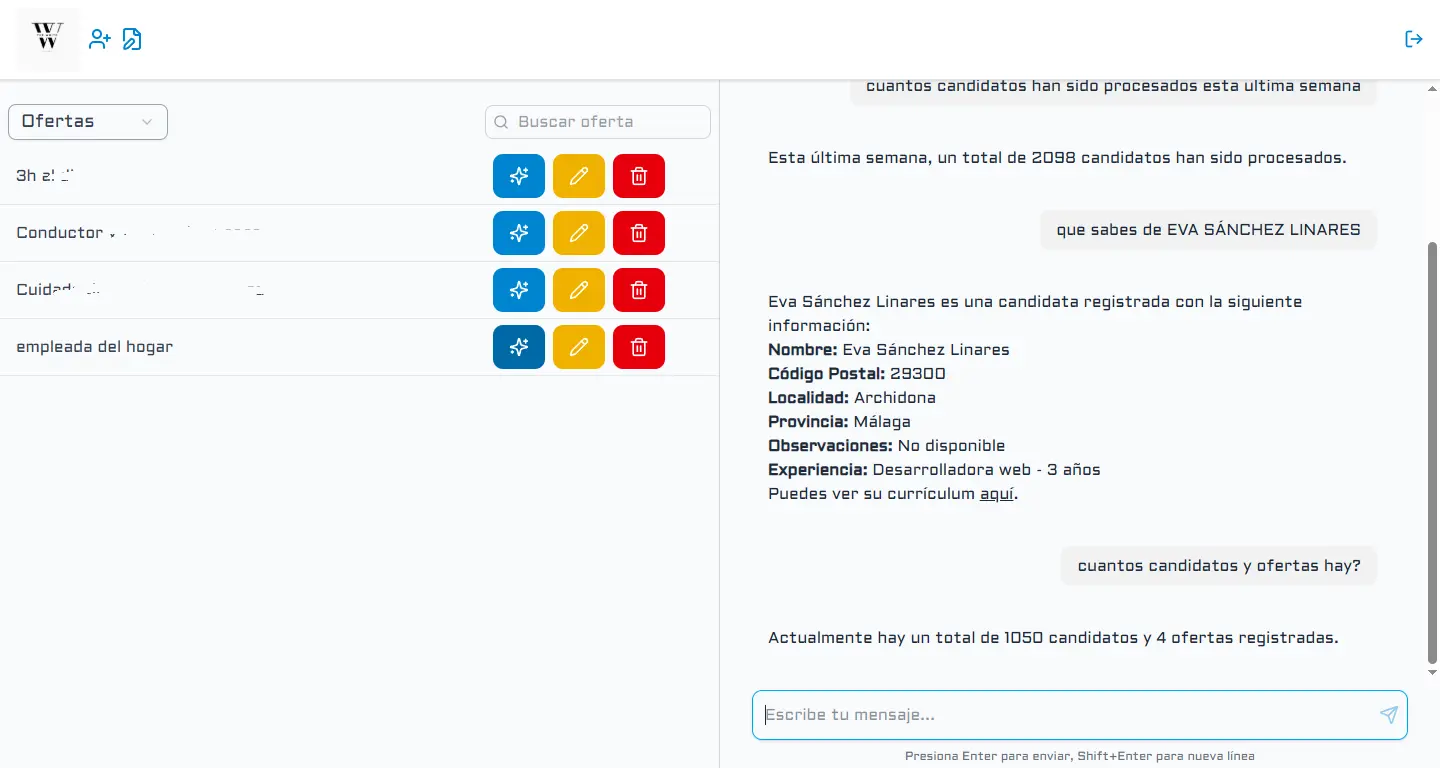 W
Ofertas
Buscar oferta
3h
Conductor
empleada del hogar
cuantos candidatos han sido procesados esta ultima semana
Esta última semana, un total de 2098 candidatos han sido procesados.
que sabes de EVA SÁNCHEZ LINARES
Eva Sánchez Linares es una candidata registrada con la siguiente
información:
Nombre: Eva Sánchez Linares
Código Postal: 29300
Localidad: Archidona
Provincia: Málaga
Observaciones: No disponible
Experiencia: Desarrolladora web - 3 años
Puedes ver su currículum aquí.
cuantos candidatos y ofertas hay?
Actualmente hay un total de 1050 candidatos y 4 ofertas registradas.
Escribe tu mensaje...
Presiona Enter para enviar, Shift+Enter para nueva línea